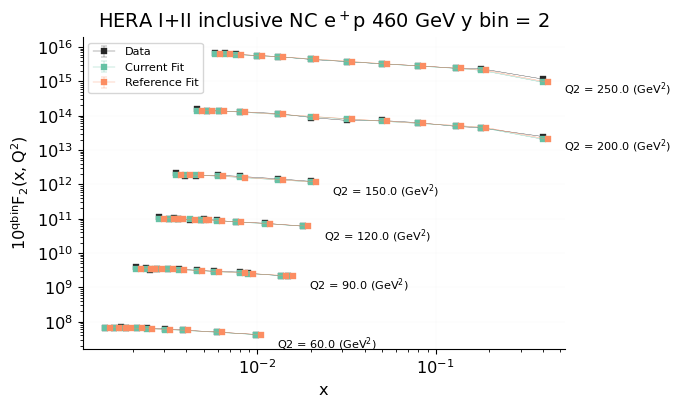 HERA I+II inclusive NC e⁺p 460 GeV y bin = 2
Data
Current Fit
Reference Fit
10^qbin F₂(x, Q²)
10¹⁶
10¹⁵
10¹⁴
10¹³
10¹²
10¹¹
10¹⁰
10⁹
10⁸
Q2 = 250.0 (GeV²)
Q2 = 200.0 (GeV²)
Q2 = 150.0 (GeV²)
Q2 = 120.0 (GeV²)
Q2 = 90.0 (GeV²)
Q2 = 60.0 (GeV²)
10⁻²
10⁻¹
x